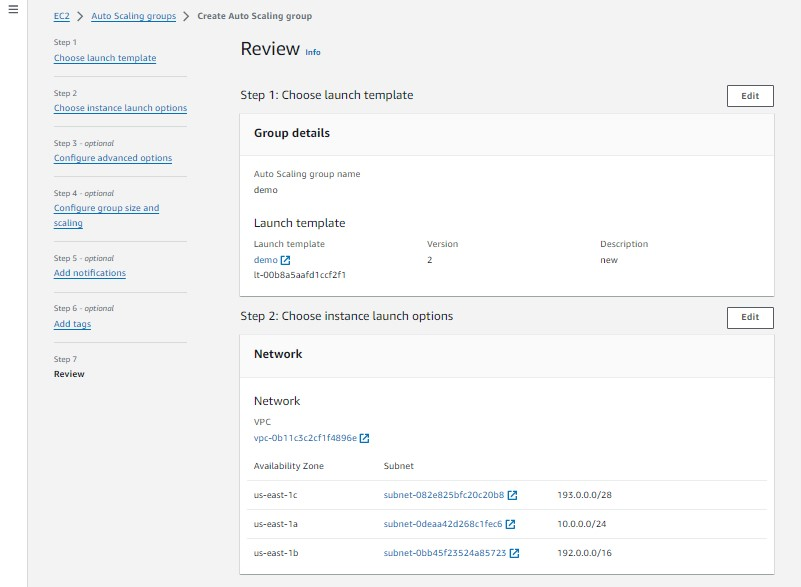 EC2 > Auto Scaling groups > Create Auto Scaling group
Step 1
Choose launch template
Step 2
Choose instance launch options
Step 3 - optional
Configure advanced options
Step 4 - optional
Configure group size and
scaling
Step 5 - optional
Add notifications
Step 6 - optional
Add tags
Step 7
Review
Review Info
Step 1: Choose launch template
Edit
Group details
Auto Scaling group name
demo
Launch template
Launch template Version Description
demo 2 new
lt-00b8a5aafd1ccf2f1
Step 2: Choose instance launch options
Edit
Network
Network
VPC
vpc-0b11c3c2cf1f4896e
Availability Zone Subnet
us-east-1c subnet-082e825bfc20c20b8 193.0.0.0/28
us-east-1a subnet-0deaa42d268c1fec6 10.0.0.0/24
us-east-1b subnet-0bb45f23524a85723 192.0.0.0/16